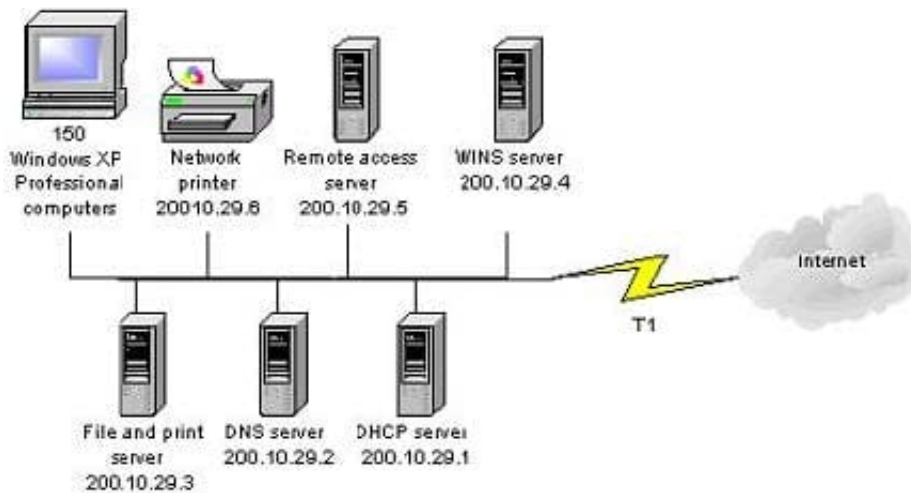 150
Windows XP
Professional
computers
Network
printer
20010.29.6
Remote access
server
200.10.29.5
WINS server
200.10.29.4
Internet
T1
File and print
server
200.10.29.3
DNS server
200.10.29.2
DHCP server
200.10.29.1